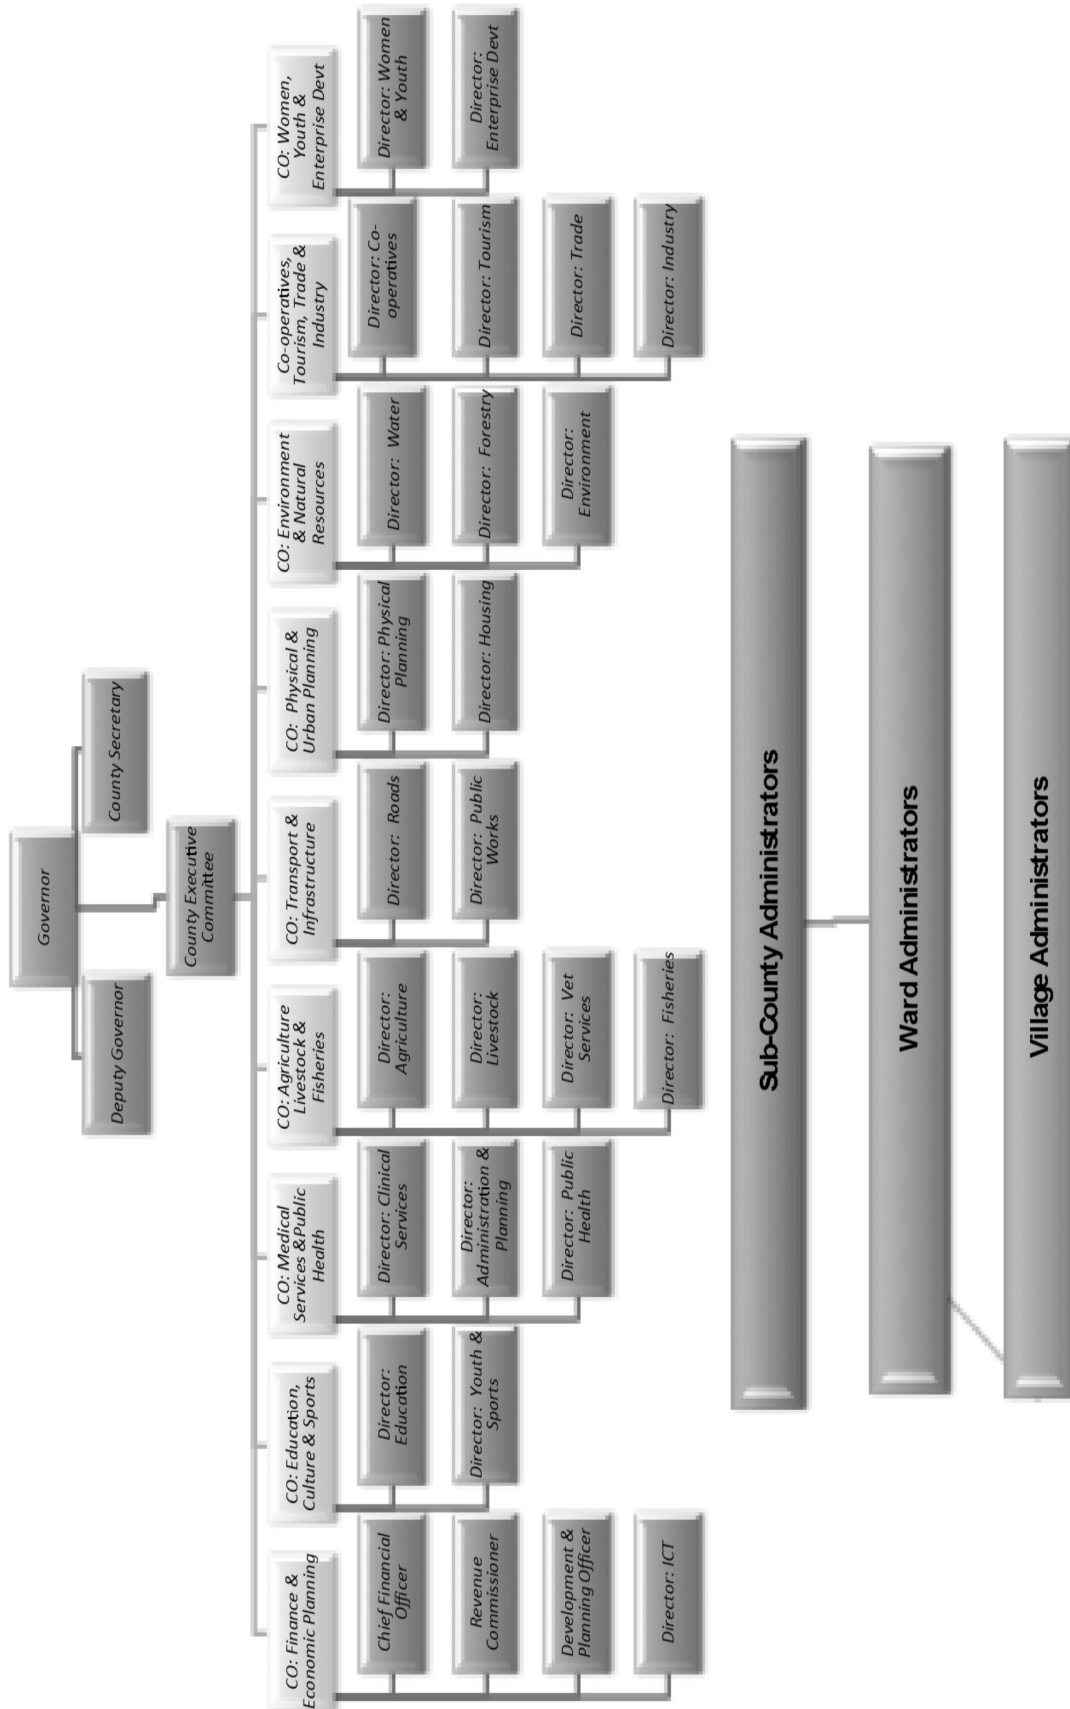 Governor
Deputy Governor
County Secretary
County Executive
Committee
CO: Finance &
Economic Planning
Chief Financial
Officer
Revenue
Commissioner
Development &
Planning Officer
Director: ICT
CO: Education,
Culture & Sports
Director:
Education
Director: Youth &
Sports
CO: Medical
Services &Public
Health
Director: Clinical
Services
Director:
Administration &
Planning
Director: Public
Health
CO: Agriculture
Livestock &
Fisheries
Director:
Agriculture
Director:
Livestock
Director: Vet
Services
Director: Fisheries
CO: Transport &
Infrastructure
Director: Roads
Director: Public
Works
CO: Physical &
Urban Planning
Director: Physical
Planning
Director: Housing
CO: Environment
& Natural
Resources
Director: Water
Director: Forestry
Director:
Environment
Co-operatives,
Tourism, Trade &
Industry
Director: Co-
operatives
Director: Tourism
Director: Trade
Director: Industry
CO: Women,
Youth &
Enterprise Devt
Director: Women
& Youth
Director:
Enterprise Devt
Sub-County Administrators
Ward Administrators
Village Administrators